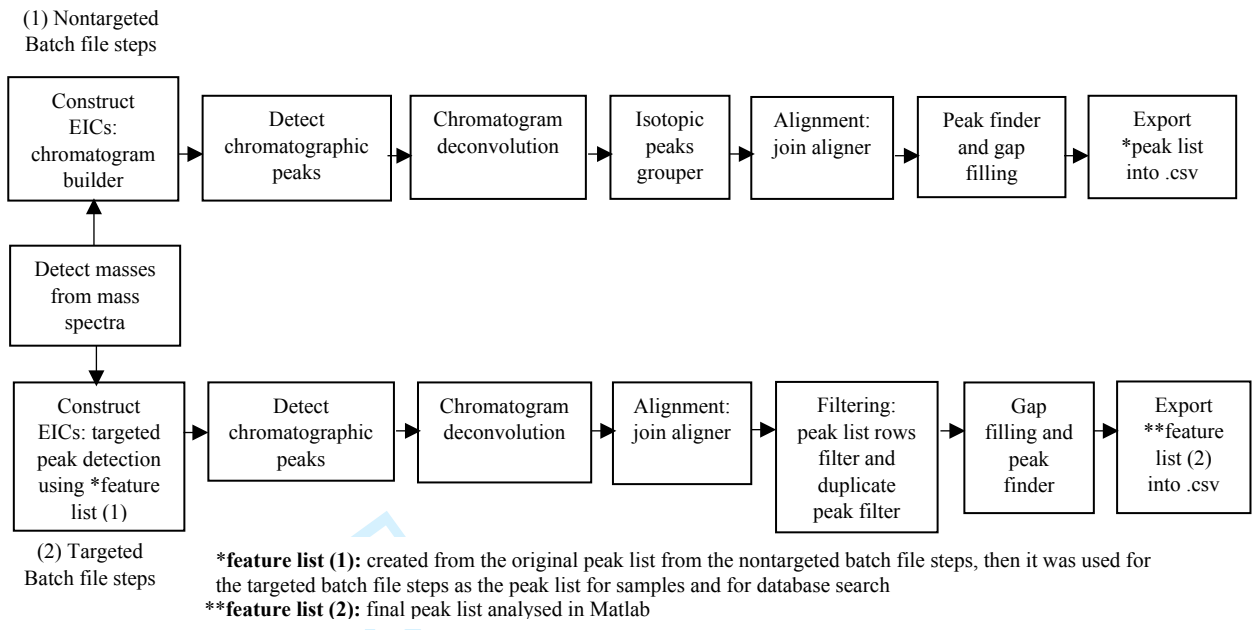 (1) Nontargeted
Batch file steps
Construct
EICs:
chromatogram
builder
Detect
chromatographic
peaks
Chromatogram
deconvolution
Isotopic
peaks
grouper
Alignment:
join aligner
Peak finder
and gap
filling
Export
*peak list
into .csv
Detect masses
from mass
spectra
Construct
EICs: targeted
peak detection
using *feature
list (1)
Detect
chromatographic
peaks
Chromatogram
deconvolution
Alignment:
join aligner
Filtering:
peak list rows
filter and
duplicate
peak filter
Gap
filling and
peak
finder
Export
**feature
list (2)
into .csv
(2) Targeted
Batch file steps
*feature list (1): created from the original peak list from the nontargeted batch file steps, then it was used for
the targeted batch file steps as the peak list for samples and for database search
**feature list (2): final peak list analysed in Matlab